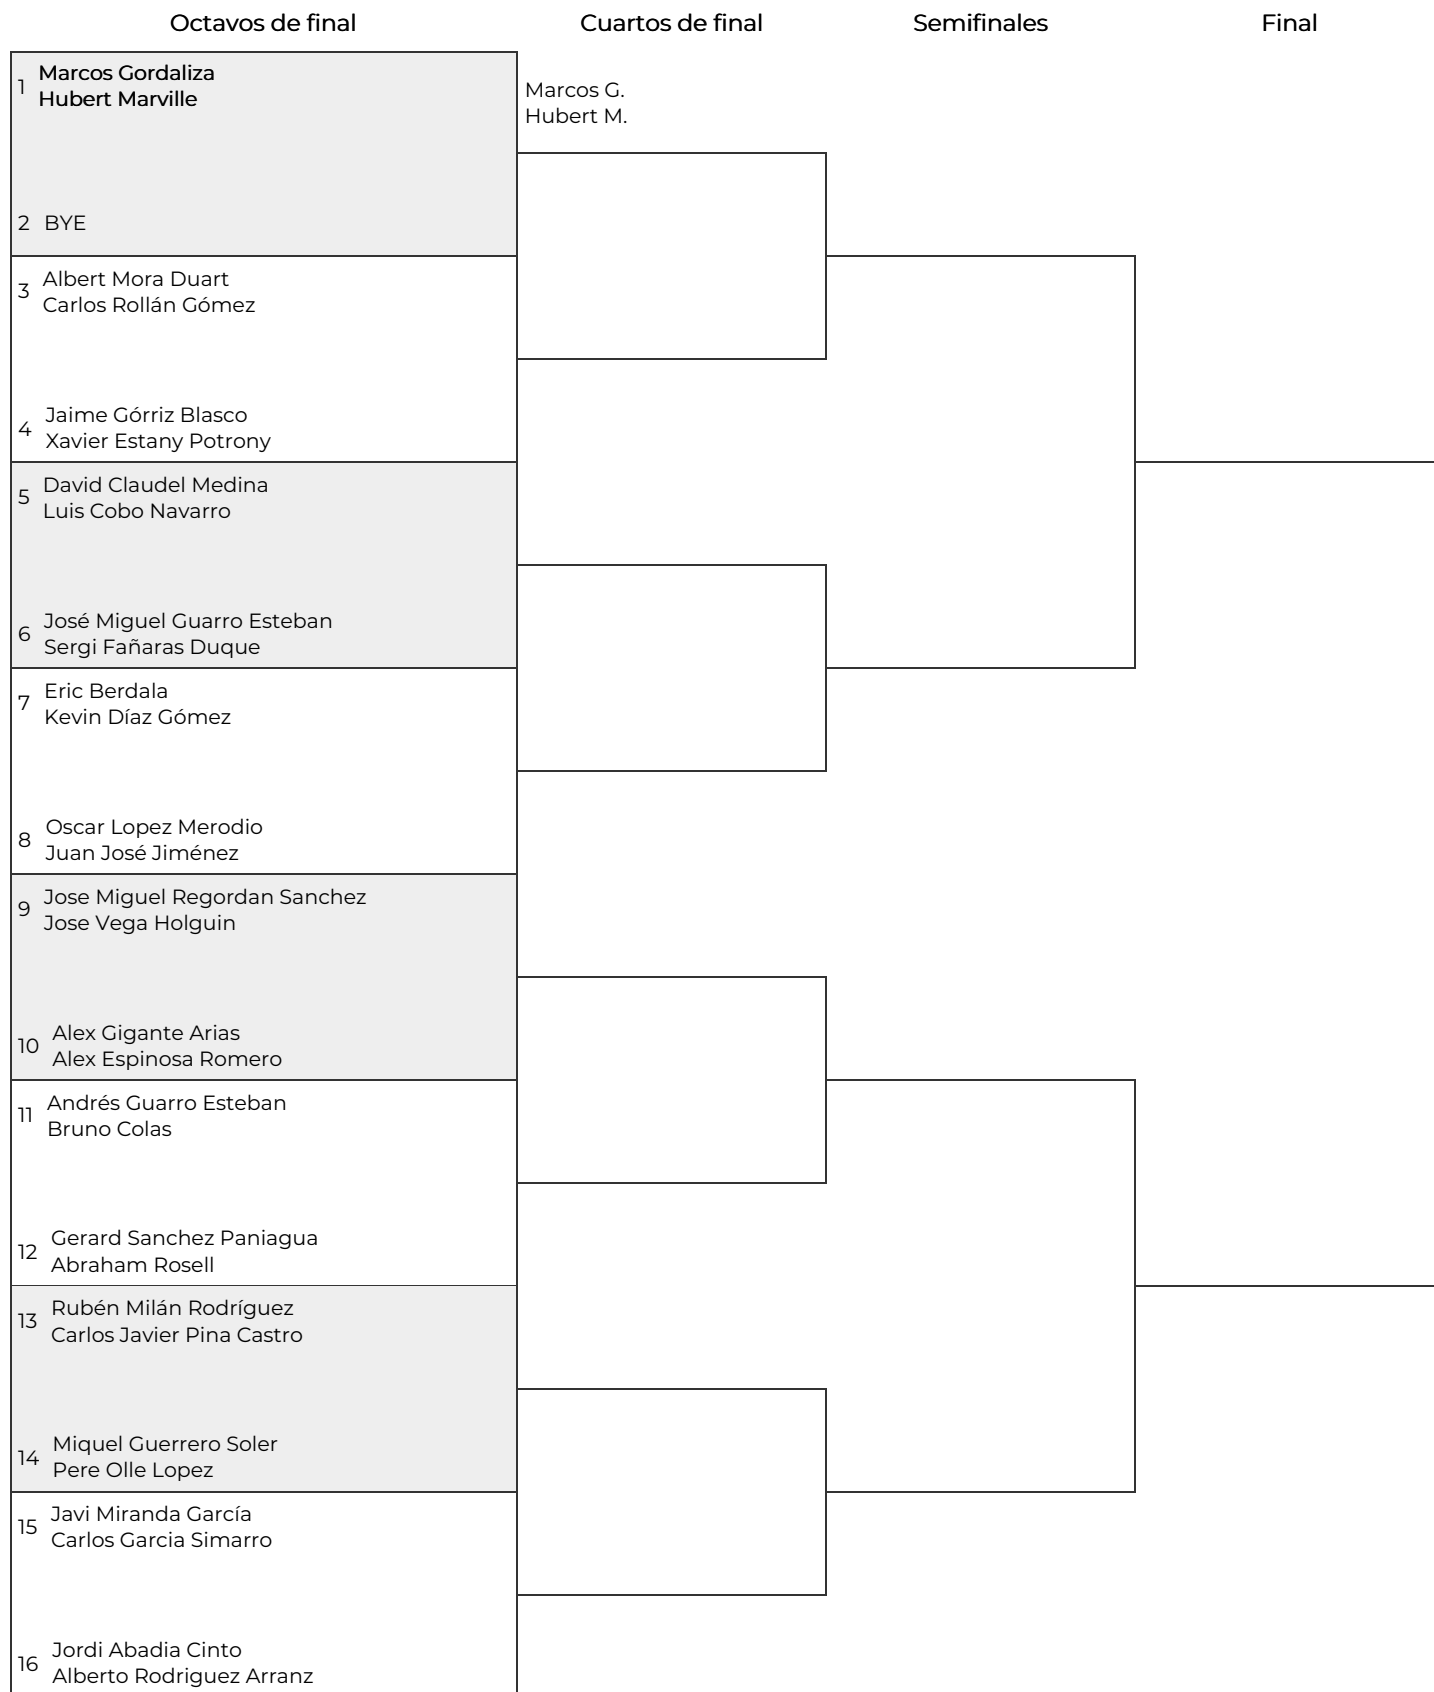 Octavos de final
Cuartos de final
Semifinales
Final
1
Marcos Gordaliza
Hubert Marville
Marcos G.
Hubert M.
2 BYE
3
Albert Mora Duart
Carlos Rollán Gómez
4
Jaime Górriz Blasco
Xavier Estany Potrony
5
David Claudel Medina
Luis Cobo Navarro
6
José Miguel Guarro Esteban
Sergi Fañaras Duque
7
Eric Berdala
Kevin Díaz Gómez
8
Oscar Lopez Merodio
Juan José Jiménez
9
Jose Miguel Regordan Sanchez
Jose Vega Holguin
10
Alex Gigante Arias
Alex Espinosa Romero
11
Andrés Guarro Esteban
Bruno Colas
12
Gerard Sanchez Paniagua
Abraham Rosell
13
Rubén Milán Rodríguez
Carlos Javier Pina Castro
14
Miquel Guerrero Soler
Pere Olle Lopez
15
Javi Miranda García
Carlos Garcia Simarro
16
Jordi Abadia Cinto
Alberto Rodriguez Arranz